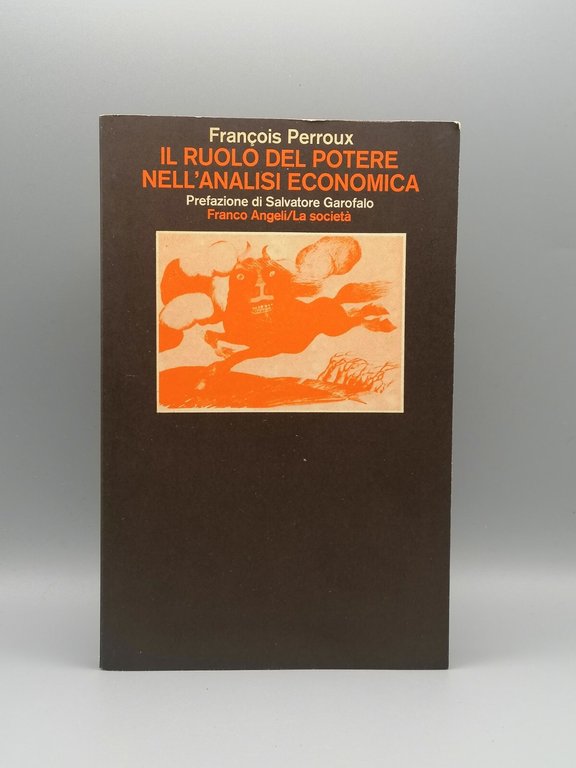 François Perroux
IL RUOLO DEL POTERE
NELL'ANALISI ECONOMICA
Prefazione di Salvatore Garofalo
Franco Angeli/La società